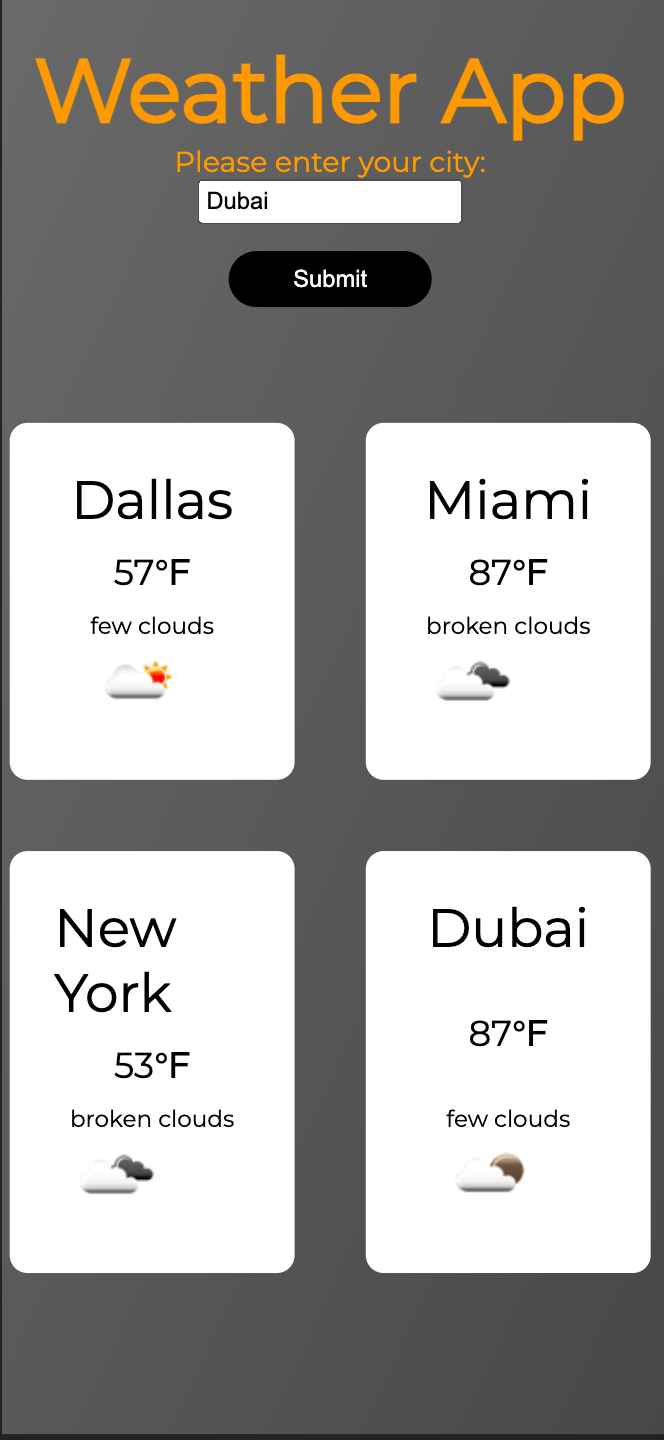 Weather App
Please enter your city:
Dubai
Submit
Dallas
57°F
few clouds
Miami
87°F
broken clouds
New
York
53°F
broken clouds
Dubai
87°F
few clouds